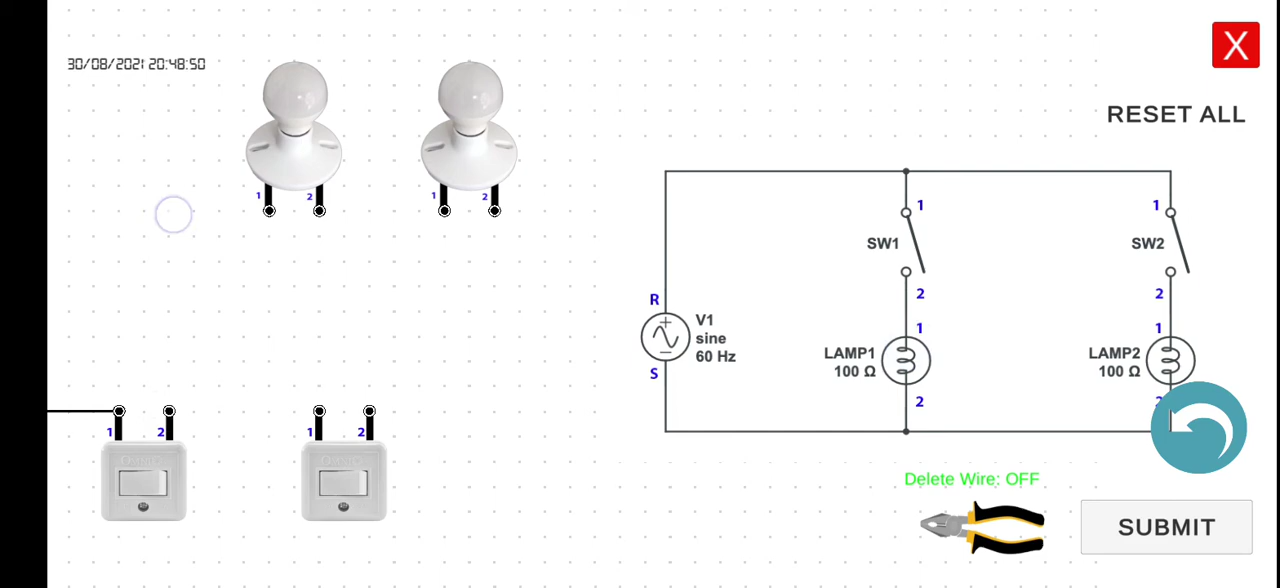 30/08/2021 20:48:50
X
RESET ALL
1 2 1 2
1 1
SW1 SW2
2 2
R
V1
sine
60 Hz
1 1
LAMP1
100 Ω
LAMP2
100 Ω
S
2
1 2 1 2
Delete Wire: OFF
SUBMIT